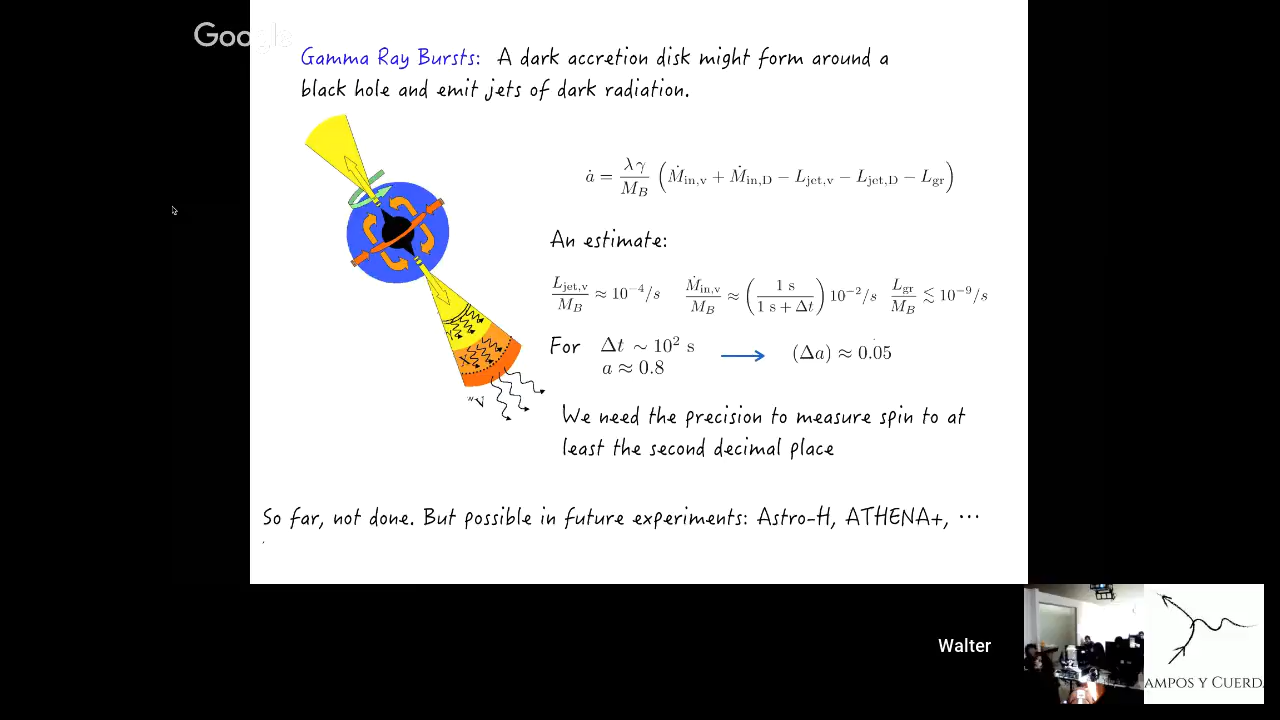 Google
Gamma Ray Bursts: A dark accretion disk might form around a
black hole and emit jets of dark radiation.
ȧ = λγ/M_B (Ṁ_in,v + Ṁ_in,D − L_jet,v − L_jet,D − L_gr)
An estimate:
L_jet,v/M_B ≈ 10⁻⁴/s Ṁ_in,v/M_B ≈ (1 s/(1 s + Δt)) 10⁻²/s L_gr/M_B ≲ 10⁻⁹/s
For Δt ∼ 10² s
a ≈ 0.8
(Δa) ≈ 0.05
We need the precision to measure spin to at
least the second decimal place
So far, not done. But possible in future experiments: Astro-H, ATHENA+, ...
Walter
AMPOS Y CUERD